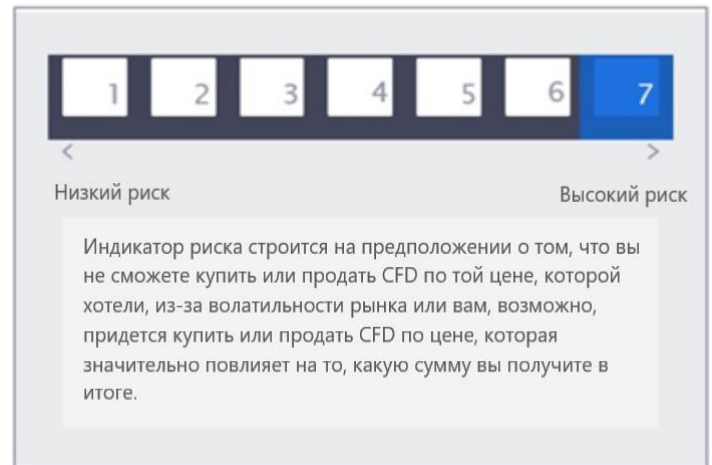 1 2 3 4 5 6 7
< >
Низкий риск Высокий риск
Индикатор риска строится на предположении о том, что вы
не сможете купить или продать CFD по той цене, которой
хотели, из-за волатильности рынка или вам, возможно,
придется купить или продать CFD по цене, которая
значительно повлияет на то, какую сумму вы получите в
итоге.